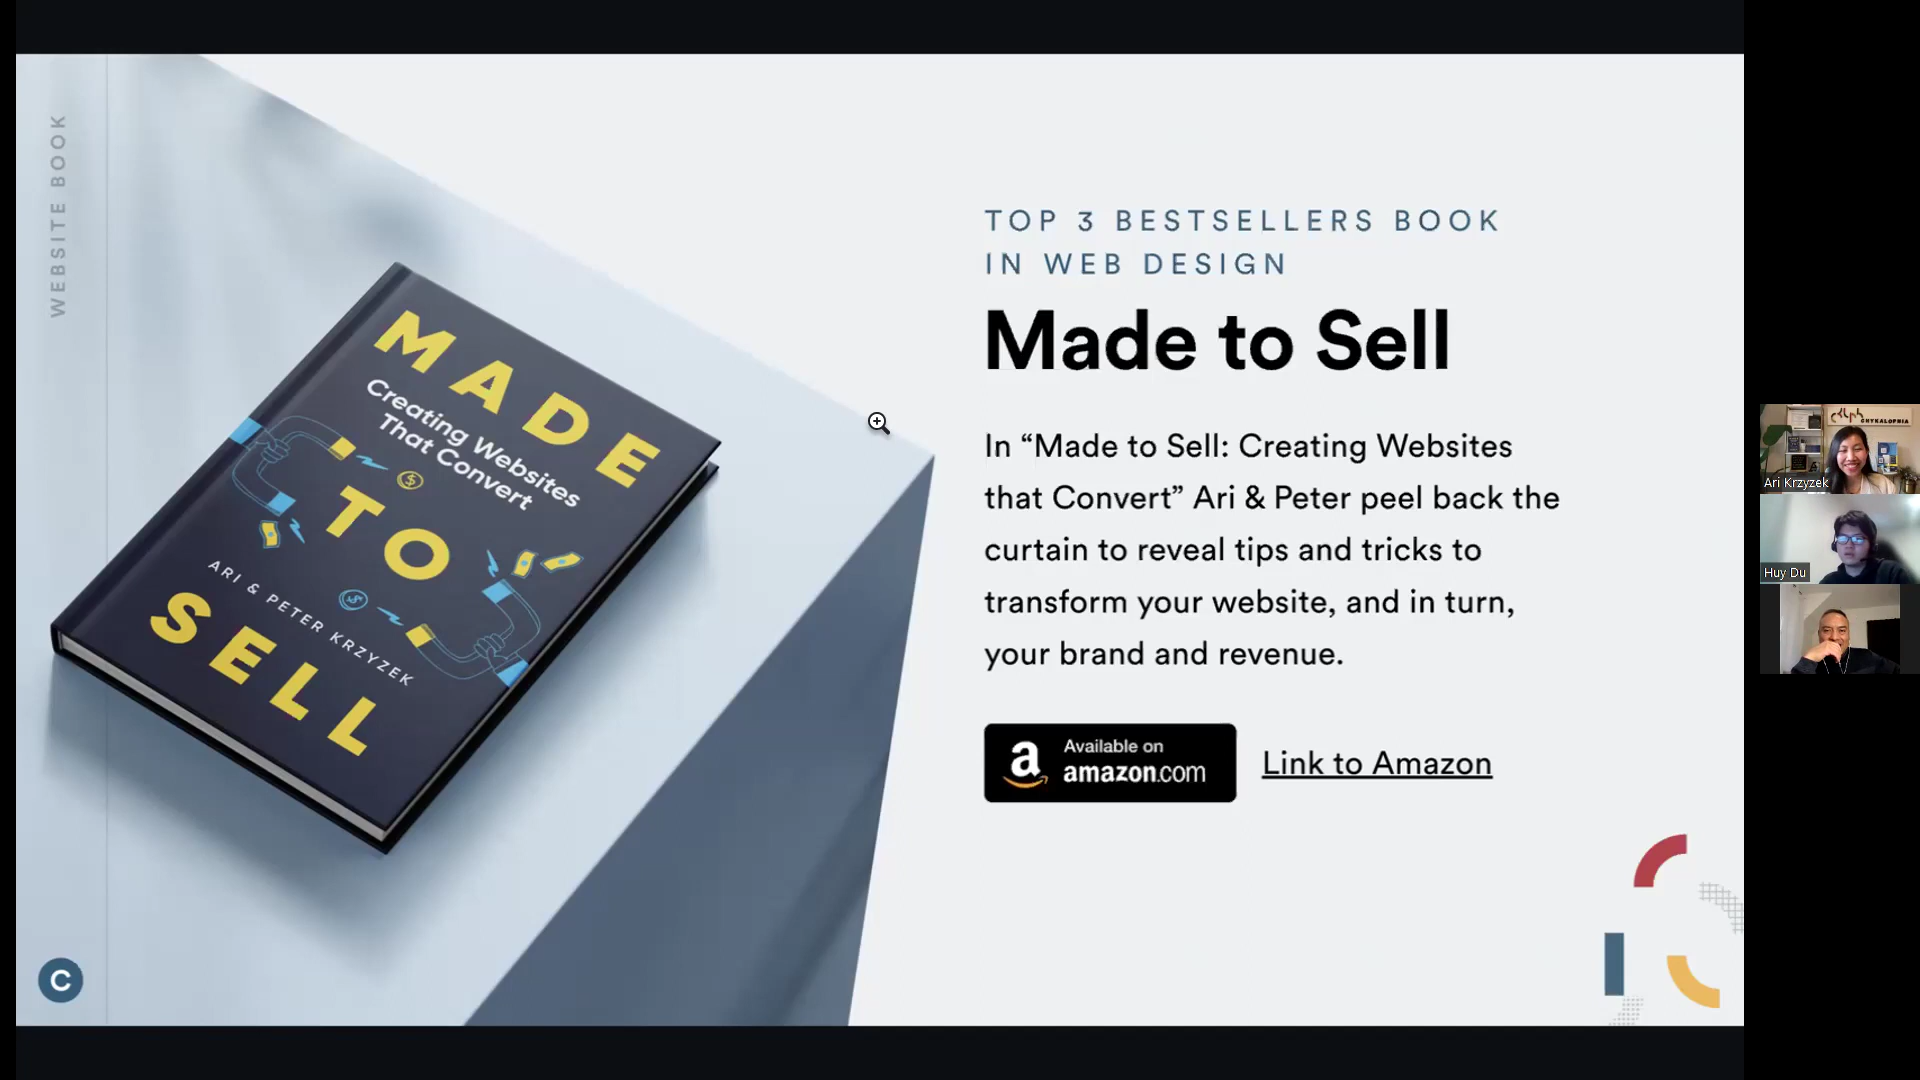 WEBSITE BOOK
MADE
Creating Websites
That Convert
TO
ARI & PETER KRZYZEK
SELL
C
TOP 3 BESTSELLERS BOOK
IN WEB DESIGN
Made to Sell
In “Made to Sell: Creating Websites
that Convert” Ari & Peter peel back the
curtain to reveal tips and tricks to
transform your website, and in turn,
your brand and revenue.
a
Available on
amazon.com
Link to Amazon
CHYKALOPHIA
Ari Krzyzek
Huy Du